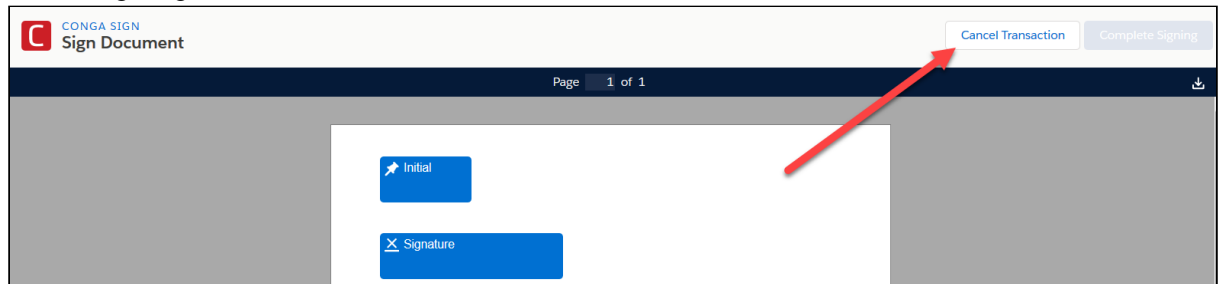 CONGA SIGN
Sign Document
Cancel Transaction
Complete Signing
Page 1 of 1
Initial
Signature